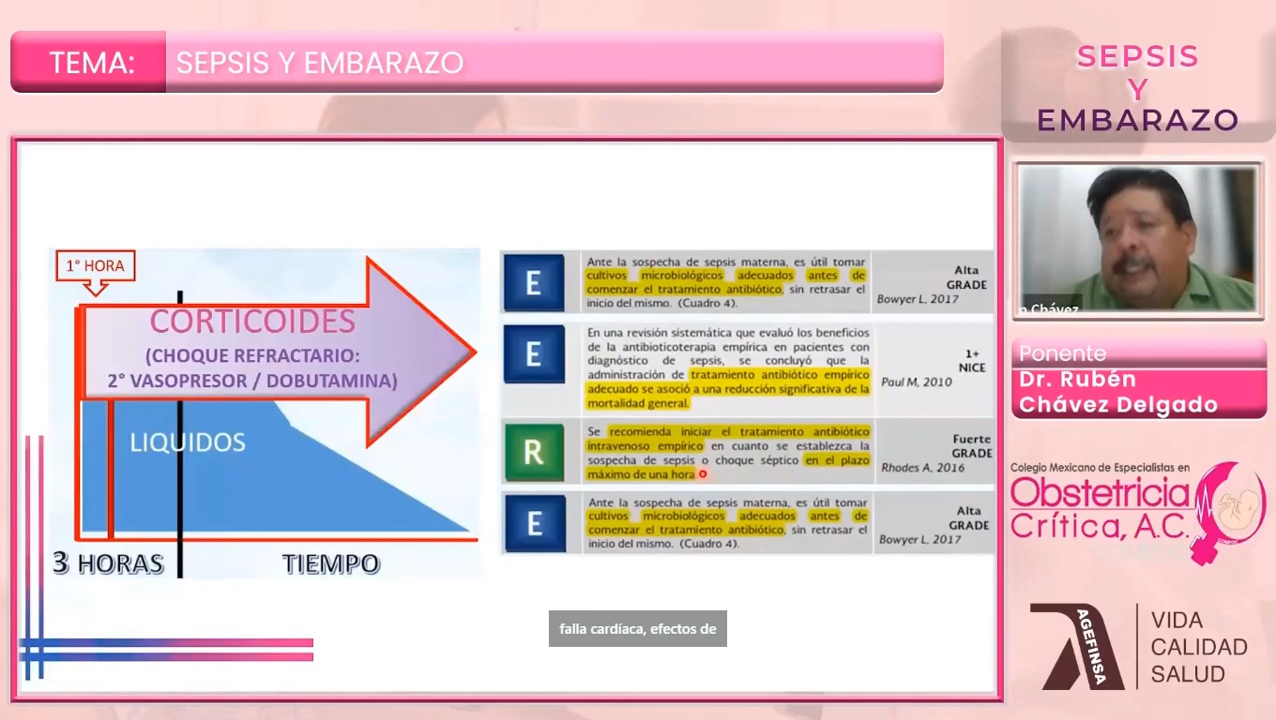 TEMA: SEPSIS Y EMBARAZO
SEPSIS
Y
EMBARAZO
1° HORA
CORTICOIDES
(CHOQUE REFRACTARIO:
2° VASOPRESOR / DOBUTAMINA)
LIQUIDOS
3 HORAS
TIEMPO
E
Ante la sospecha de sepsis materna, es útil tomar
cultivos microbiológicos adecuados antes de
comenzar el tratamiento antibiótico, sin retrasar el
inicio del mismo. (Cuadro 4).
Alta
GRADE
Bowyer L, 2017
E
En una revisión sistemática que evaluó los beneficios
de la antibioticoterapia empírica en pacientes con
diagnóstico de sepsis, se concluyó que la
administración de tratamiento antibiótico empírico
adecuado se asoció a una reducción significativa de la
mortalidad general.
1+
NICE
Paul M, 2010
R
Se recomienda iniciar el tratamiento antibiótico
intravenoso empírico en cuanto se establezca la
sospecha de sepsis o choque séptico en el plazo
máximo de una hora
Fuerte
GRADE
Rhodes A, 2016
E
Ante la sospecha de sepsis materna, es útil tomar
cultivos microbiológicos adecuados antes de
comenzar el tratamiento antibiótico, sin retrasar el
inicio del mismo. (Cuadro 4).
Alta
GRADE
Bowyer L, 2017
falla cardíaca, efectos de
Chávez
Ponente
Dr. Rubén
Chávez Delgado
Colegio Mexicano de Especialistas en
Obstetricia
Crítica, A.C.
AGEFINSA
VIDA
CALIDAD
SALUD